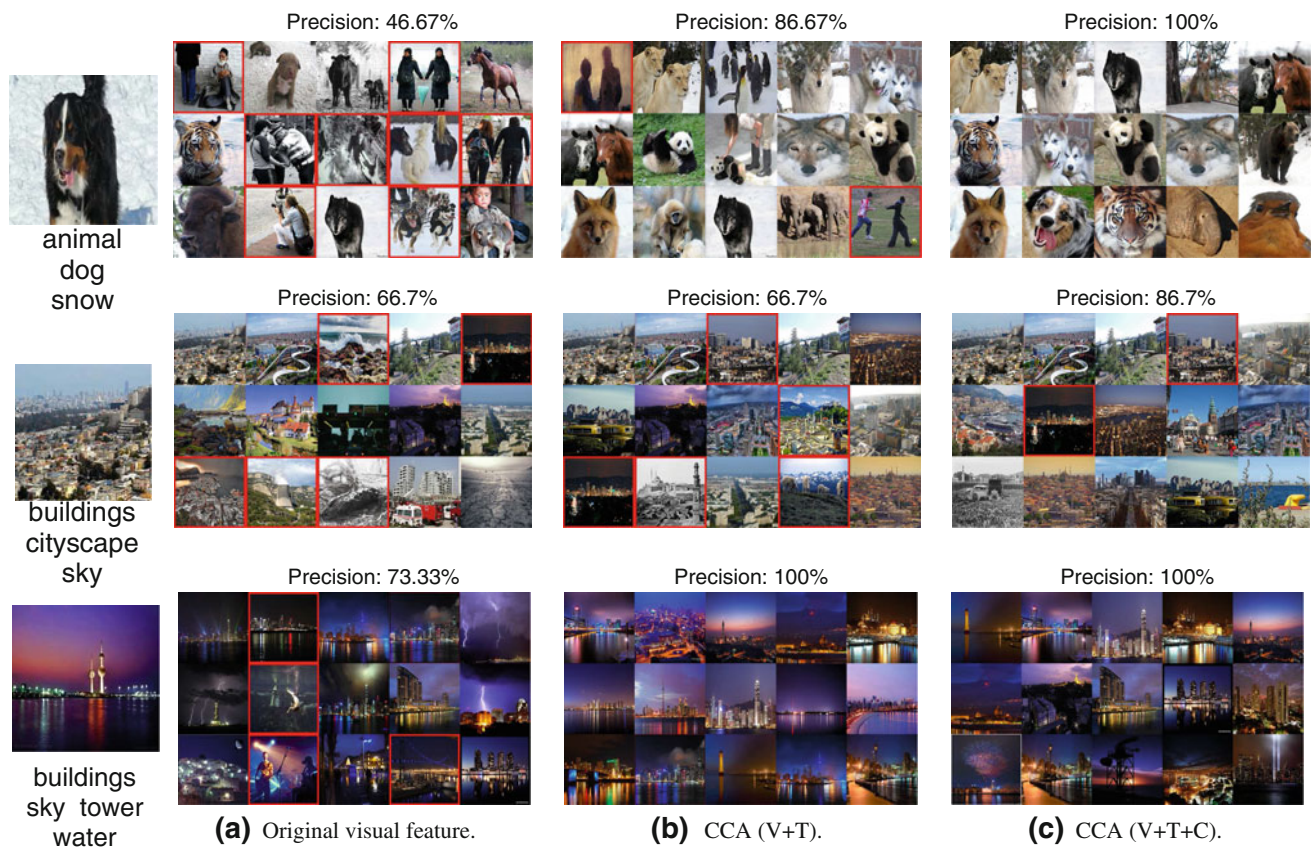 Precision: 46.67%
Precision: 86.67%
Precision: 100%
animal
dog
snow
Precision: 66.7%
Precision: 66.7%
Precision: 86.7%
buildings
cityscape
sky
Precision: 73.33%
Precision: 100%
Precision: 100%
buildings
sky tower
water
(a) Original visual feature.
(b) CCA (V+T).
(c) CCA (V+T+C).